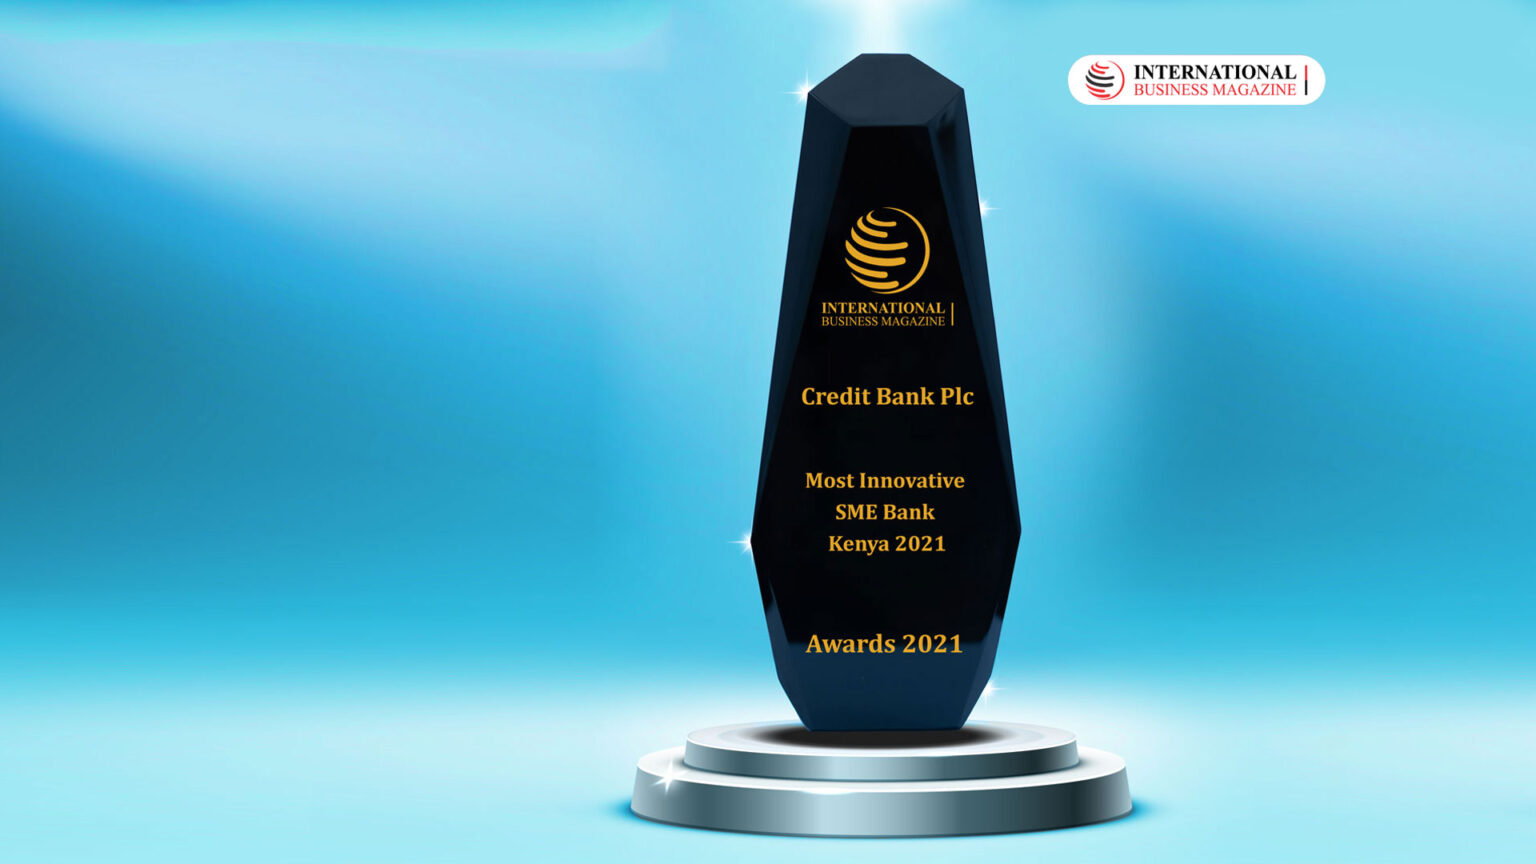 INTERNATIONAL
BUSINESS MAGAZINE
INTERNATIONAL
BUSINESS MAGAZINE
Credit Bank Plc
Most Innovative
SME Bank
Kenya 2021
Awards 2021